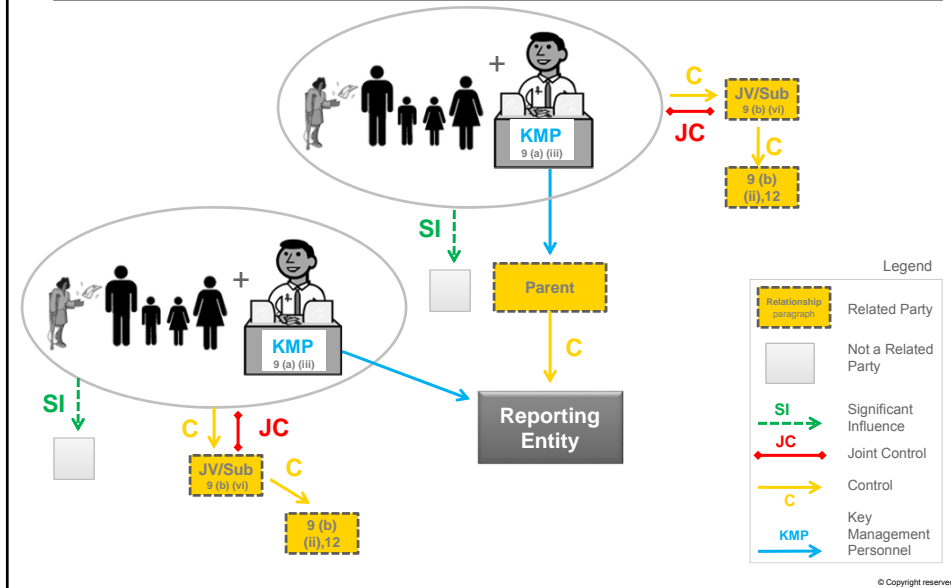 +
KMP
9 (a) (iii)
C
JC
JV/Sub
9 (b) (vi)
C
9 (b)
(ii),12
SI
Parent
C
Reporting
Entity
+
KMP
9 (a) (iii)
SI
C
JC
JV/Sub
9 (b) (vi)
C
9 (b)
(ii),12
Legend
Relationship
paragraph
Related Party
Not a Related
Party
SI
Significant
Influence
JC
Joint Control
C
Control
KMP
Key
Management
Personnel
© Copyright reserve